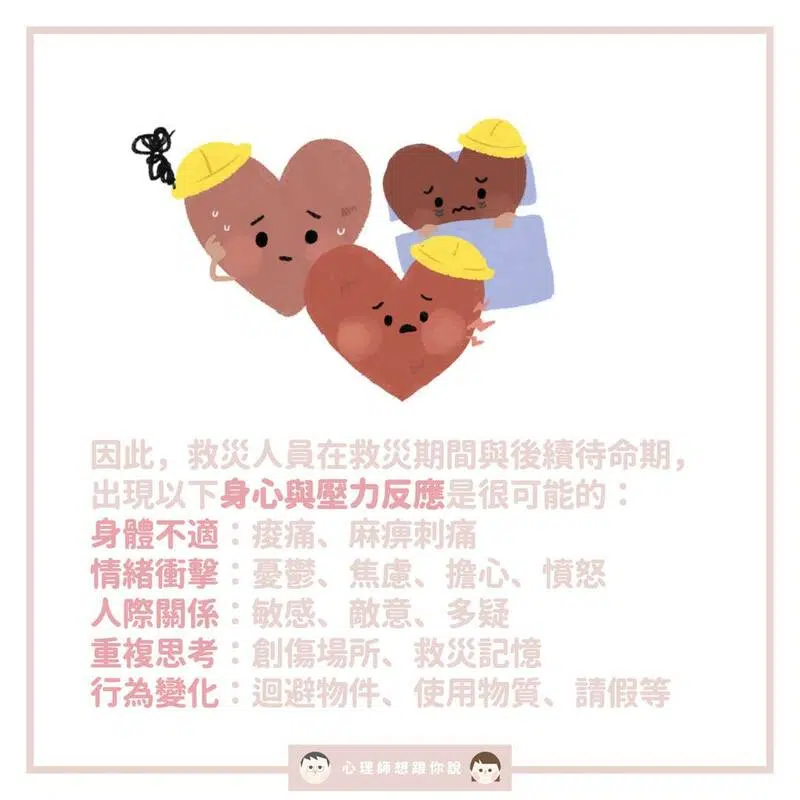 因此，救災人員在救災期間與後續待命期，
出現以下身心與壓力反應是很可能的：
身體不適：痠痛、麻痹刺痛
情緒衝擊：憂鬱、焦慮、擔心、憤怒
人際關係：敏感、敵意、多疑
重複思考：創傷場所、救災記憶
行為變化：迴避物件、使用物質、請假等
心理師想跟你說